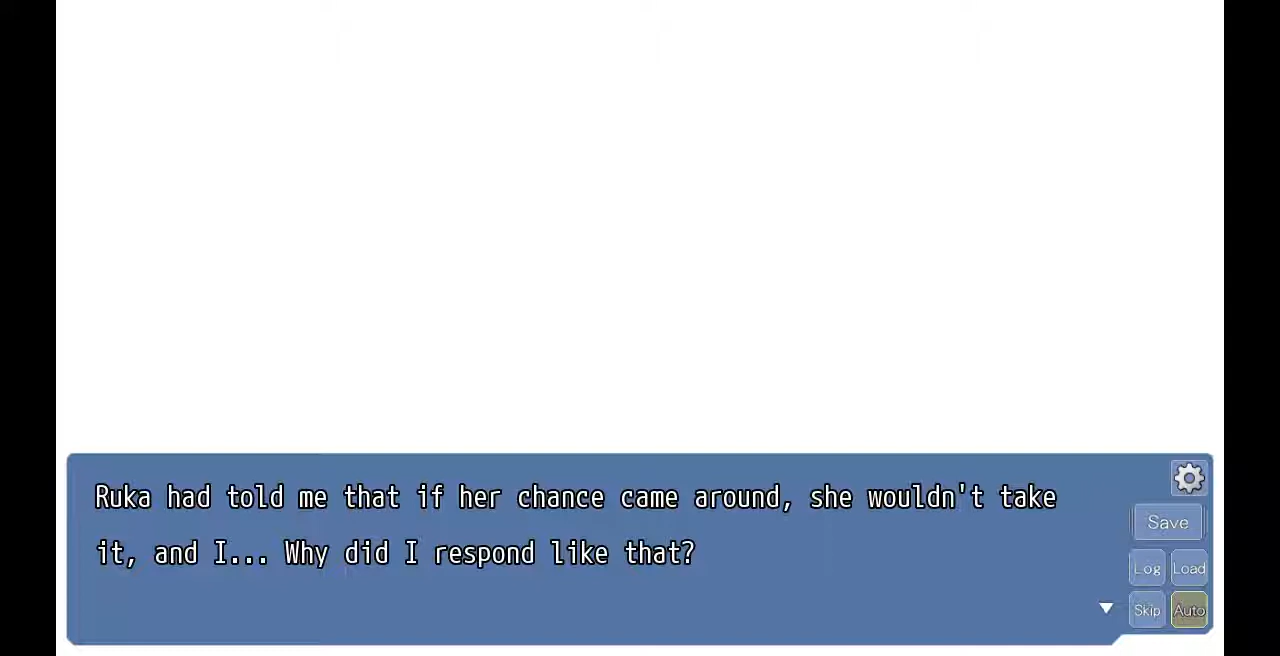 Ruka had told me that if her chance came around, she wouldn't take
it, and I... Why did I respond like that?
Save
Log Load
Skip Auto